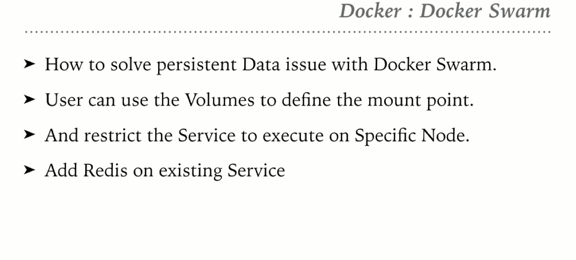 Docker : Docker Swarm
➤ How to solve persistent Data issue with Docker Swarm.
➤ User can use the Volumes to define the mount point.
➤ And restrict the Service to execute on Specific Node.
➤ Add Redis on existing Service